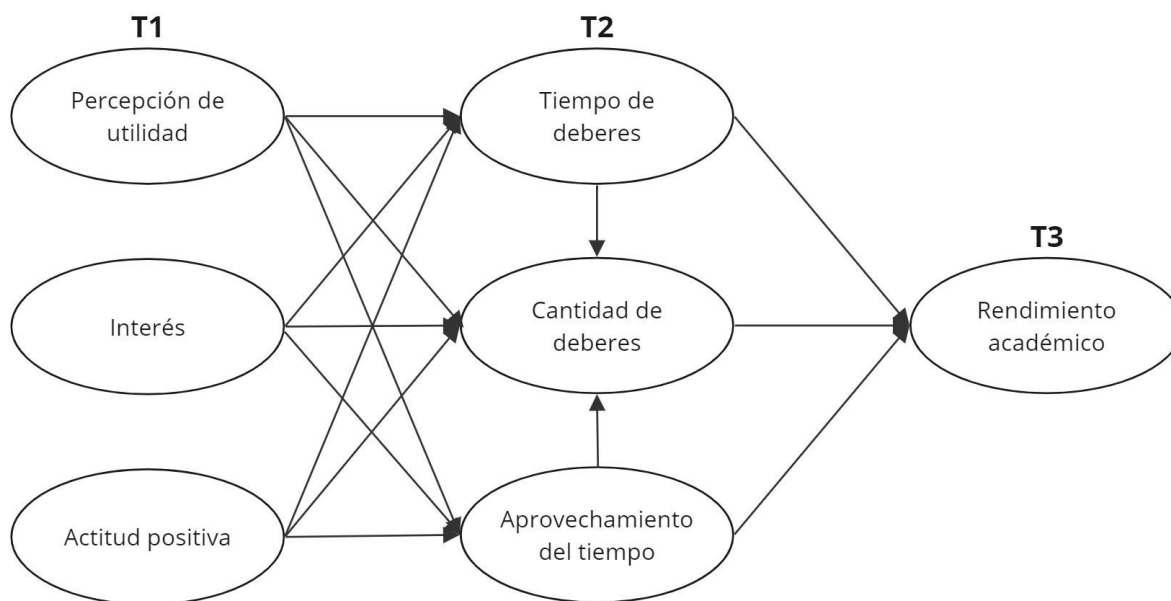 T1
Percepción de
utilidad
Interés
Actitud positiva
T2
Tiempo de
deberes
Cantidad de
deberes
Aprovechamiento
del tiempo
T3
Rendimiento
académico